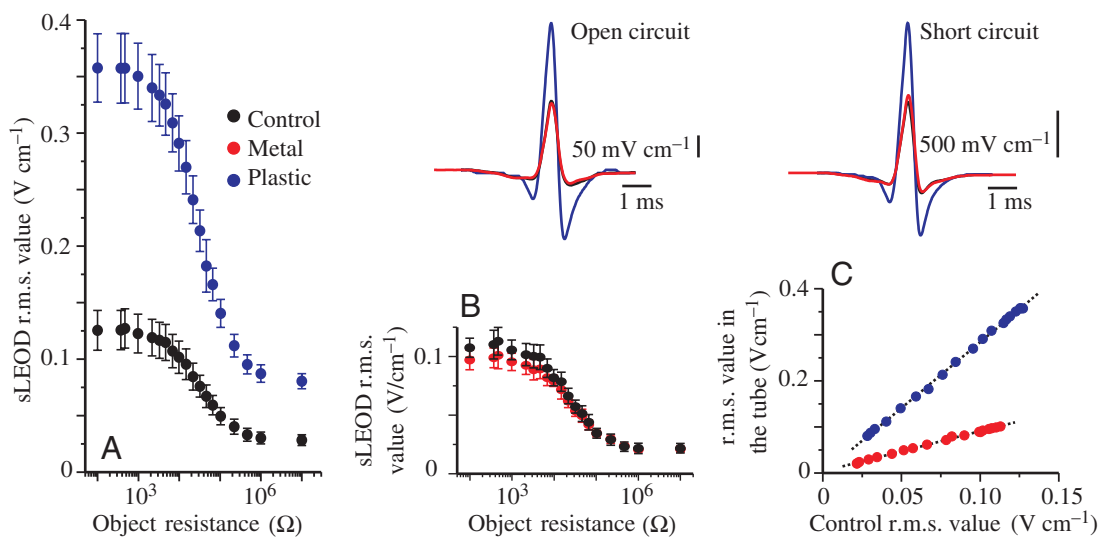 0.4
0.3
0.2
0.1
0
sLEOD r.m.s. value (V cm⁻¹)
Control
Metal
Plastic
A
10³
10⁶
Object resistance (Ω)
Open circuit
50 mV cm⁻¹
1 ms
Short circuit
500 mV cm⁻¹
1 ms
B
0.1
0
sLEOD r.m.s.
value (V/cm⁻¹)
10³
10⁶
Object resistance (Ω)
C
0.4
0.2
0
r.m.s. value in
the tube (Vcm⁻¹)
0
0.05
0.10
0.15
Control r.m.s. value (V cm⁻¹)